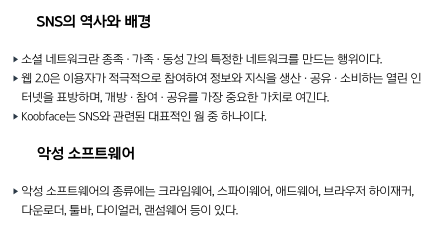 SNS의 역사와 배경
▶ 소셜 네트워크란 종족 · 가족 · 동성 간의 특정한 네트워크를 만드는 행위이다.
▶ 웹 2.0은 이용자가 적극적으로 참여하여 정보와 지식을 생산 · 공유 · 소비하는 열린 인
터넷을 표방하며, 개방 · 참여 · 공유를 가장 중요한 가치로 여긴다.
▶ Koobface는 SNS와 관련된 대표적인 웜 중 하나이다.
악성 소프트웨어
▶ 악성 소프트웨어의 종류에는 크라임웨어, 스파이웨어, 애드웨어, 브라우저 하이재커,
다운로더, 툴바, 다이얼러, 랜섬웨어 등이 있다.